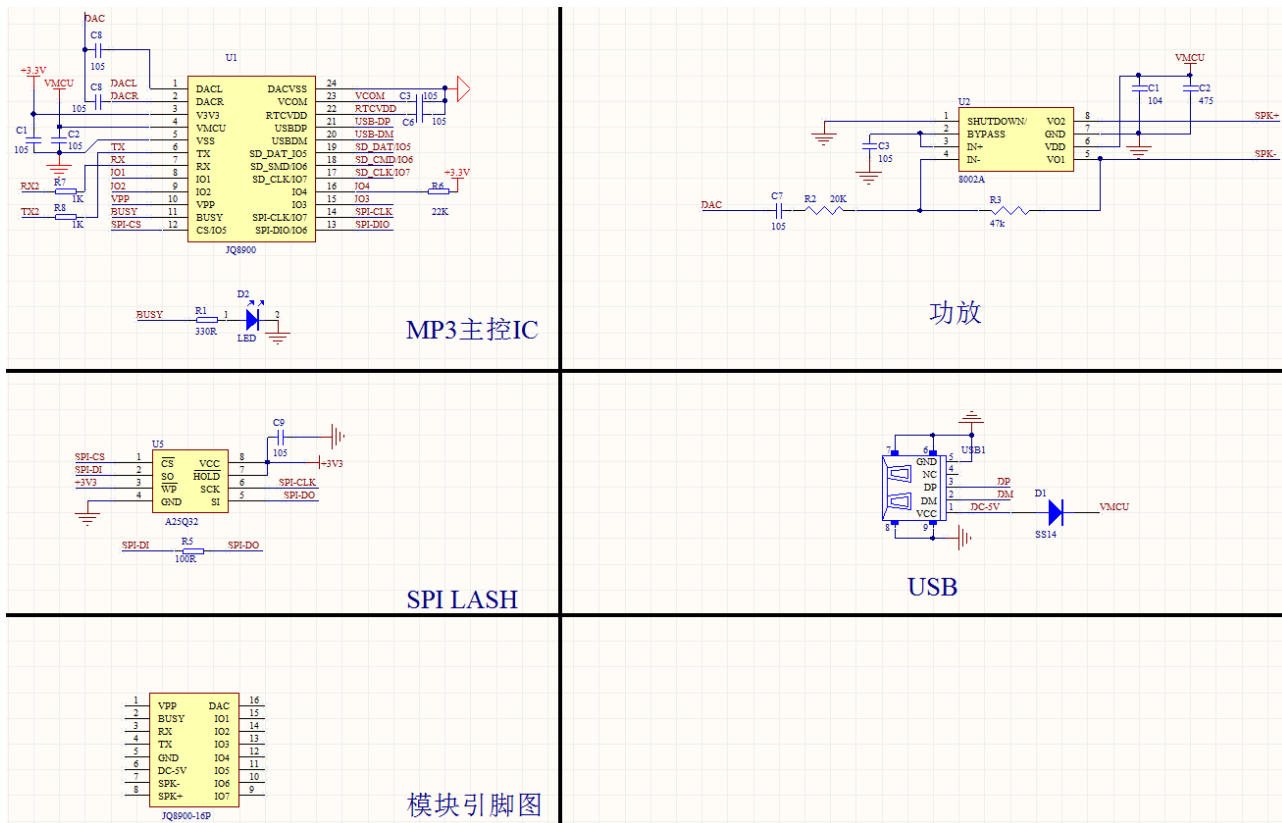 DAC
C8
105
U1
+3.3V
VMCU
DACL
C8
DACR
105
C1
105
C2
105
TX
RX
RX2
R7
1K
TX2
R8
1K
IO1
IO2
VPP
BUSY
SPI-CS
1 DACL DACVSS 24
2 DACR VCOM 23
3 V3V3 RTCVDD 22
4 VMCU USBDP 21
5 VSS USBDM 20
6 TX SD_DAT_IO5 19
7 RX SD_SMD/IO6 18
8 IO1 SD_CLK/IO7 17
9 IO2 IO4 16
10 VPP IO3 15
11 BUSY SPI-CLK/IO7 14
12 CS/IO5 SPI-DIO/IO6 13
JQ8900
VCOM
C3
105
RTCVDD
C6
105
USB-DP
USB-DM
SD_DAT/IO5
SD_CMD/IO6
SD_CLK/IO7
+3.3V
IO4
R6
22K
IO3
SPI-CLK
SPI-DIO
BUSY
R1
330R
1
D2
LED
2
MP3主控IC
VMCU
C1
104
C2
475
U2
1 SHUTDOWN/ VO2 8
2 BYPASS GND 7
3 IN+ VDD 6
4 IN- VO1 5
8002A
SPK+
SPK-
C3
105
DAC
C7
105
R2
20K
R3
47k
功放
C9
105
U5
SPI-CS 1 CS VCC 8
SPI-DI 2 SO HOLD 7
+3V3 3 WP SCK 6 SPI-CLK
4 GND SI 5 SPI-DO
+3V3
A25Q32
SPI-DI
R5
100R
SPI-DO
SPI LASH
7
6
USB1
GND 5
NC 4
DP 3 DP
DM 2 DM
VCC 1 DC-5V
8
9
D1
SS14
VMCU
USB
1 VPP DAC 16
2 BUSY IO1 15
3 RX IO2 14
4 TX IO3 13
5 GND IO4 12
6 DC-5V IO5 11
7 SPK- IO6 10
8 SPK+ IO7 9
JQ8900-16P
模块引脚图